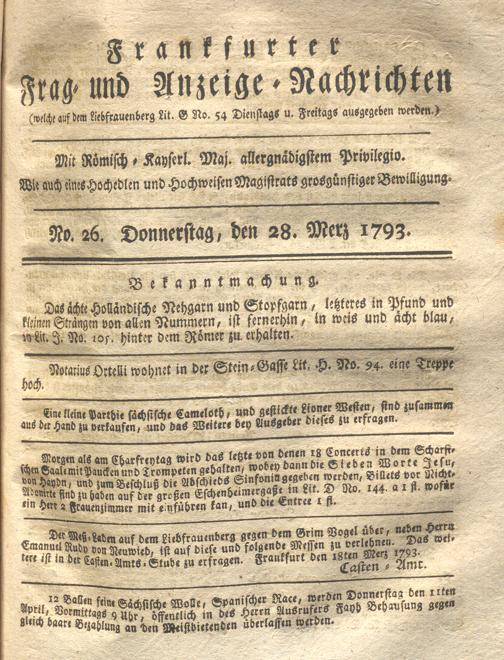 Frankfurter
Frag- und Anzeige-Nachrichten
(welche auf dem Liebfrauenberg Lit. G No. 54 Dienstags u. Freitags ausgegeben werden.)
Mit Römisch-Kayserl. Maj. allergnädigstem Privilegio.
Wie auch eines Hochedlen und Hochweisen Magistrats grosgünstiger Bewilligung.
No. 26. Donnerstag, den 28. Merz 1793.
Bekanntmachung.
Das ächte Holländische Nehgarn und Stopfgarn, letzteres in Pfund und
kleinen Strängen von allen Nummern, ist fernerhin, in weis und ächt blau,
in Lit. J. No. 105. hinter dem Römer zu erhalten.
Notarius Ortelli wohnet in der Stein-Gasse Lit. H. No. 94. eine Treppe
hoch.
Eine kleine Parthie sächsische Cameloth, und gestickte Lioner Westen, sind zusammen
aus der Hand zu verkaufen, und das Weitere bey Ausgeber dieses zu erfragen.
Morgen als am Charfreytag wird das letzte von denen 18 Concerts in dem Scharfi-
schen Saale mit Paucken und Trompeten gehalten, wobey dann die Sieben Worte Jesu,
von Haydn, und zum Beschluß die Abschieds Sinfonie gegeben werden, Billets vor Nicht-
Abonirte sind zu haben auf der großen Eschenheimergaße in Lit. D No. 144. a 1 fl. wofür
ein Herr 2 Frauenzimmer mit einführen kan, und die Entree 1 fl.
Der Meß-Laden auf dem Liebfrauenberg gegen dem Grim Vogel über, neben Herrn
Emanuel Rudy von Neuwied, ist auf diese und folgende Messen zu verlehnen. Das wei-
tere ist in der Casten-Amts-Stube zu erfragen. Frankfurt den 18ten Merz 1793.
Casten-Amt.
12 Ballen feine Sächsische Wolle, Spanischer Race, werden Donnerstag den 11ten
April, Vormittags 9 Uhr, öffentlich in des Herrn Ausrufers Fayh Behausung gegen
gleich baare Bezahlung an den Meistbietenden überlassen werden.